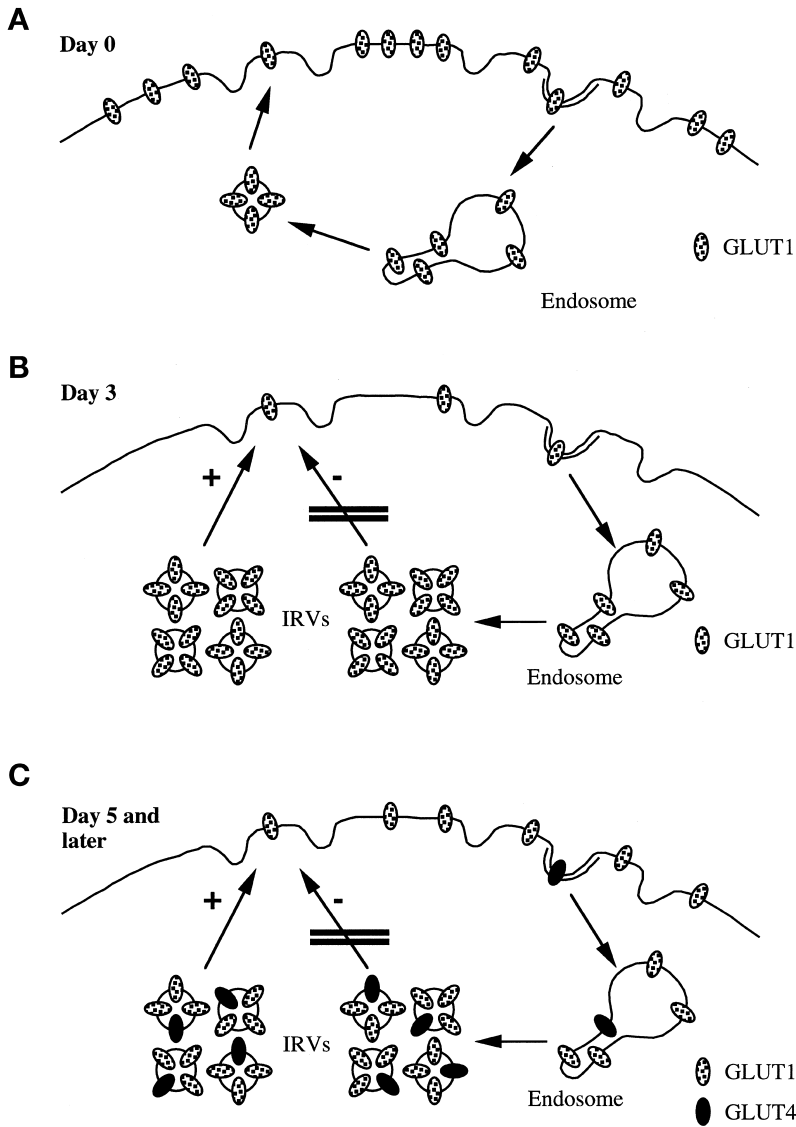 A
Day 0
GLUT1
Endosome
B
Day 3
+
-
IRVs
GLUT1
Endosome
C
Day 5 and
later
+
-
IRVs
GLUT1
Endosome
GLUT4